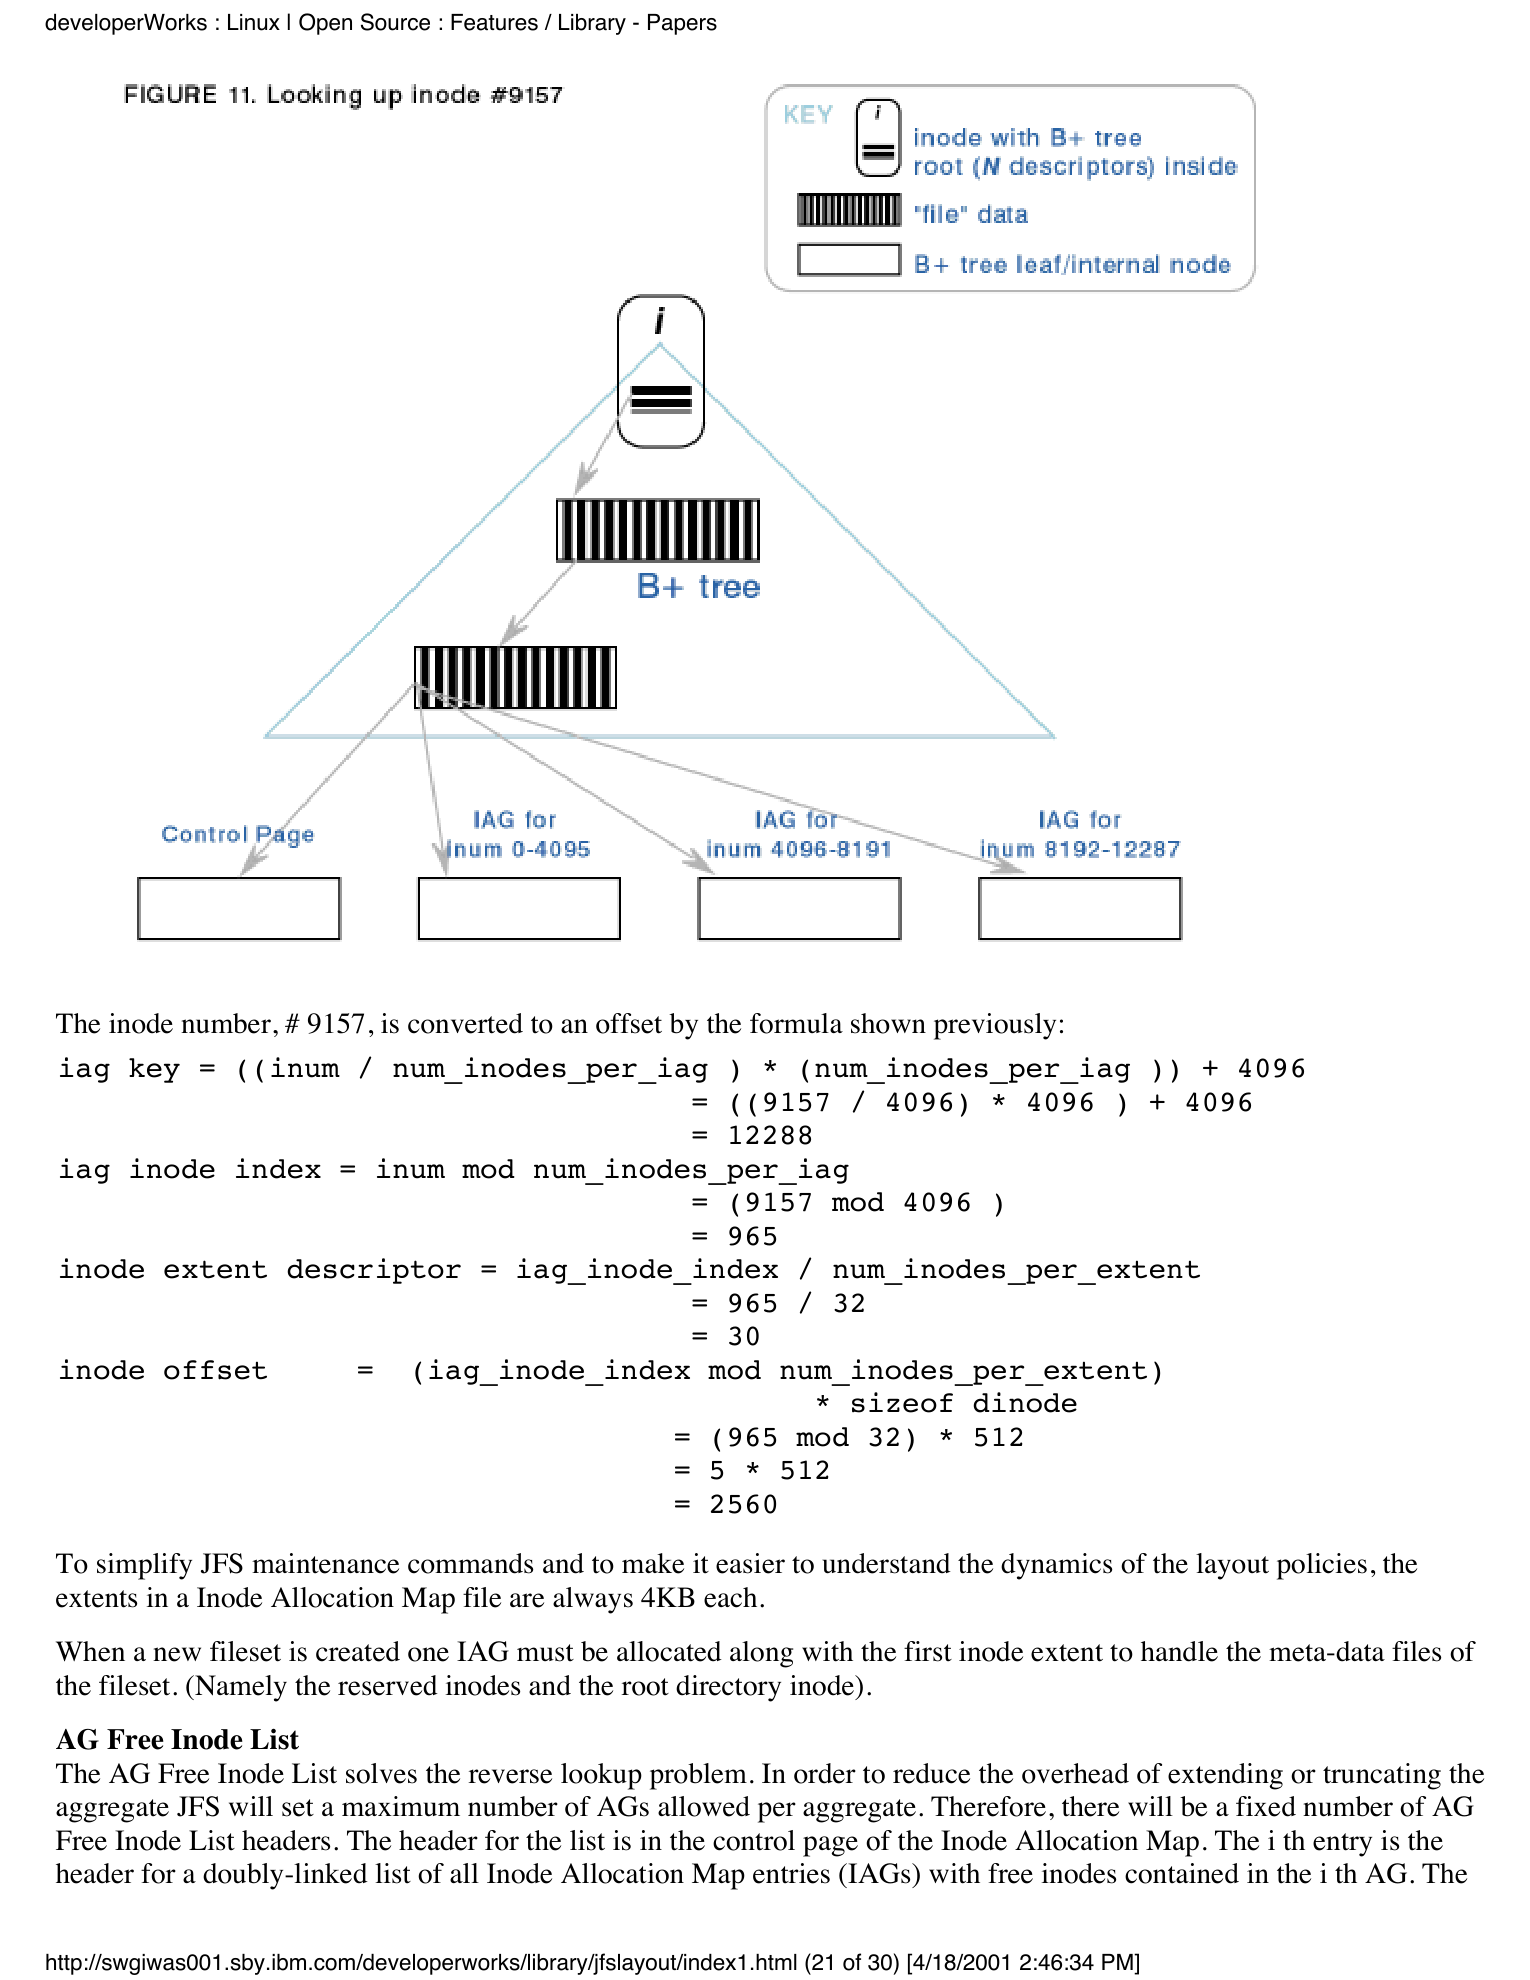 developerWorks : Linux | Open Source : Features / Library - Papers
FIGURE 11. Looking up inode #9157
KEY
i
inode with B+ tree
root (N descriptors) inside
"file" data
B+ tree leaf/internal node
i
B+ tree
Control Page
IAG for
inum 0-4095
IAG for
inum 4096-8191
IAG for
inum 8192-12287
The inode number, # 9157, is converted to an offset by the formula shown previously:
iag key = ((inum / num_inodes_per_iag ) * (num_inodes_per_iag )) + 4096
= ((9157 / 4096) * 4096 ) + 4096
= 12288
iag inode index = inum mod num_inodes_per_iag
= (9157 mod 4096 )
= 965
inode extent descriptor = iag_inode_index / num_inodes_per_extent
= 965 / 32
= 30
inode offset = (iag_inode_index mod num_inodes_per_extent)
* sizeof dinode
= (965 mod 32) * 512
= 5 * 512
= 2560
To simplify JFS maintenance commands and to make it easier to understand the dynamics of the layout policies, the
extents in a Inode Allocation Map file are always 4KB each.
When a new fileset is created one IAG must be allocated along with the first inode extent to handle the meta-data files of
the fileset. (Namely the reserved inodes and the root directory inode).
AG Free Inode List
The AG Free Inode List solves the reverse lookup problem. In order to reduce the overhead of extending or truncating the
aggregate JFS will set a maximum number of AGs allowed per aggregate. Therefore, there will be a fixed number of AG
Free Inode List headers. The header for the list is in the control page of the Inode Allocation Map. The i th entry is the
header for a doubly-linked list of all Inode Allocation Map entries (IAGs) with free inodes contained in the i th AG. The
http://swgiwas001.sby.ibm.com/developerworks/library/jfslayout/index1.html (21 of 30) [4/18/2001 2:46:34 PM]